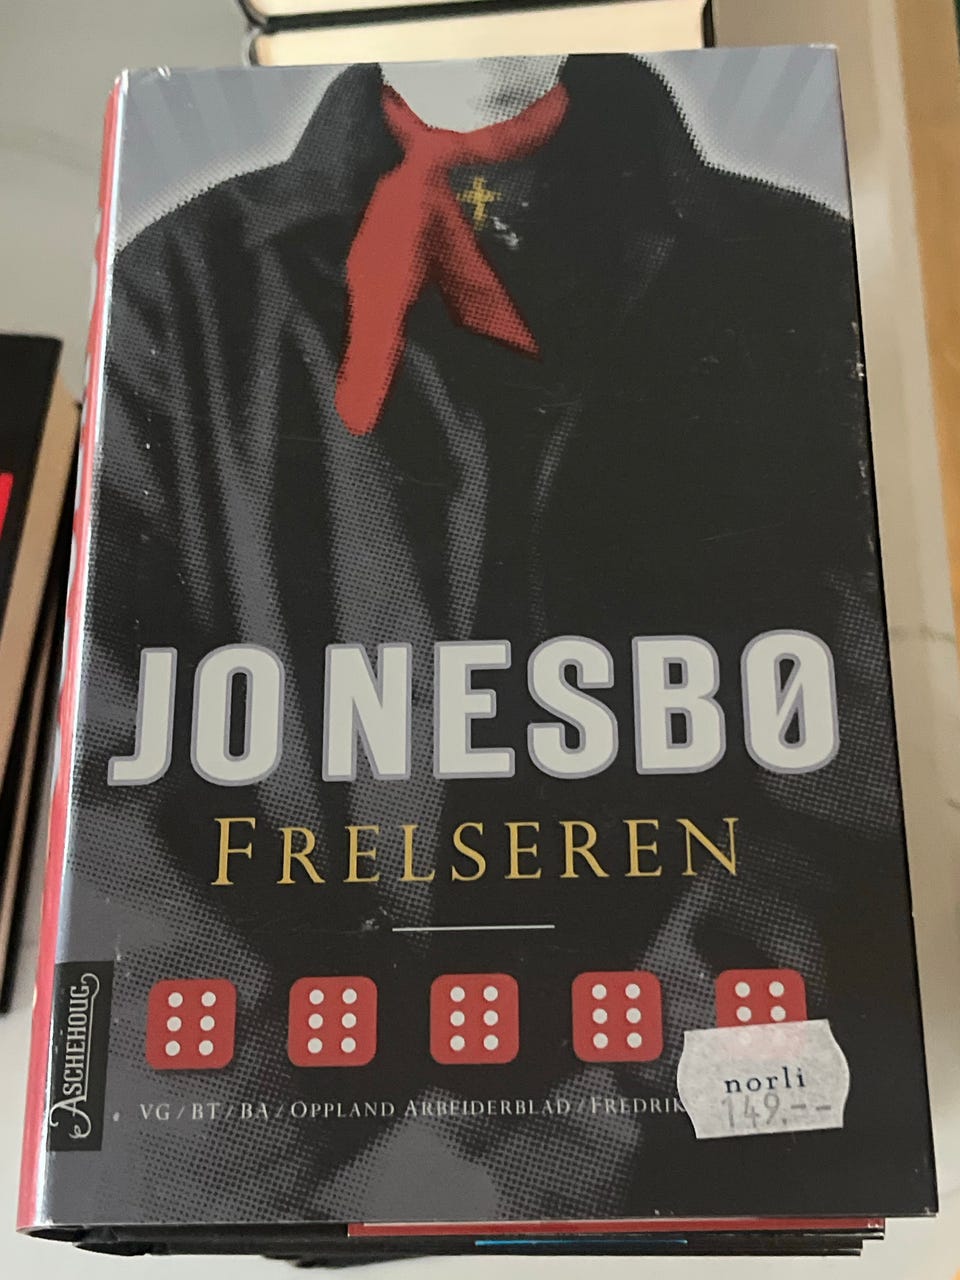 JO NESBØ
FRELSEREN
ASCHEHOUG
VG / BT / BA / OPPLAND ARBEIDERBLAD / FREDRIK
norli
149,--